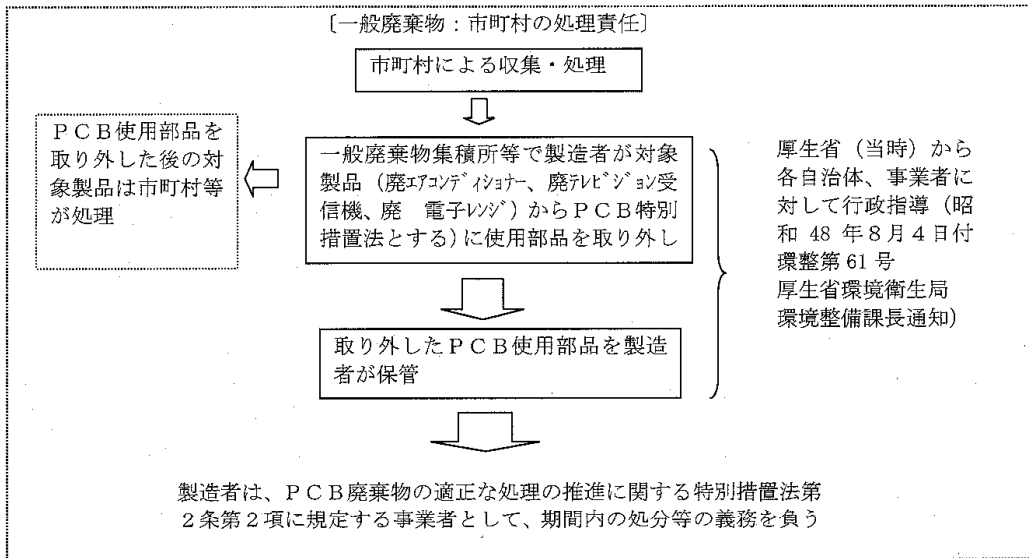 〔一般廃棄物：市町村の処理責任〕
市町村による収集・処理
ＰＣＢ使用部品を
取り外した後の対
象製品は市町村等
が処理
一般廃棄物集積所等で製造者が対象
製品（廃ｴｱｺﾝﾃﾞｨｼｮﾅｰ、廃ﾃﾚﾋﾞｼﾞｮﾝ受
信機、廃　電子ﾚﾝｼﾞ）からＰＣＢ特別
措置法とする）に使用部品を取り外し
厚生省（当時）から
各自治体、事業者に
対して行政指導（昭
和 48 年８月４日付
環整第 61 号
厚生省環境衛生局
環境整備課長通知）
取り外したＰＣＢ使用部品を製造
者が保管
製造者は、ＰＣＢ廃棄物の適正な処理の推進に関する特別措置法第
２条第２項に規定する事業者として、期間内の処分等の義務を負う